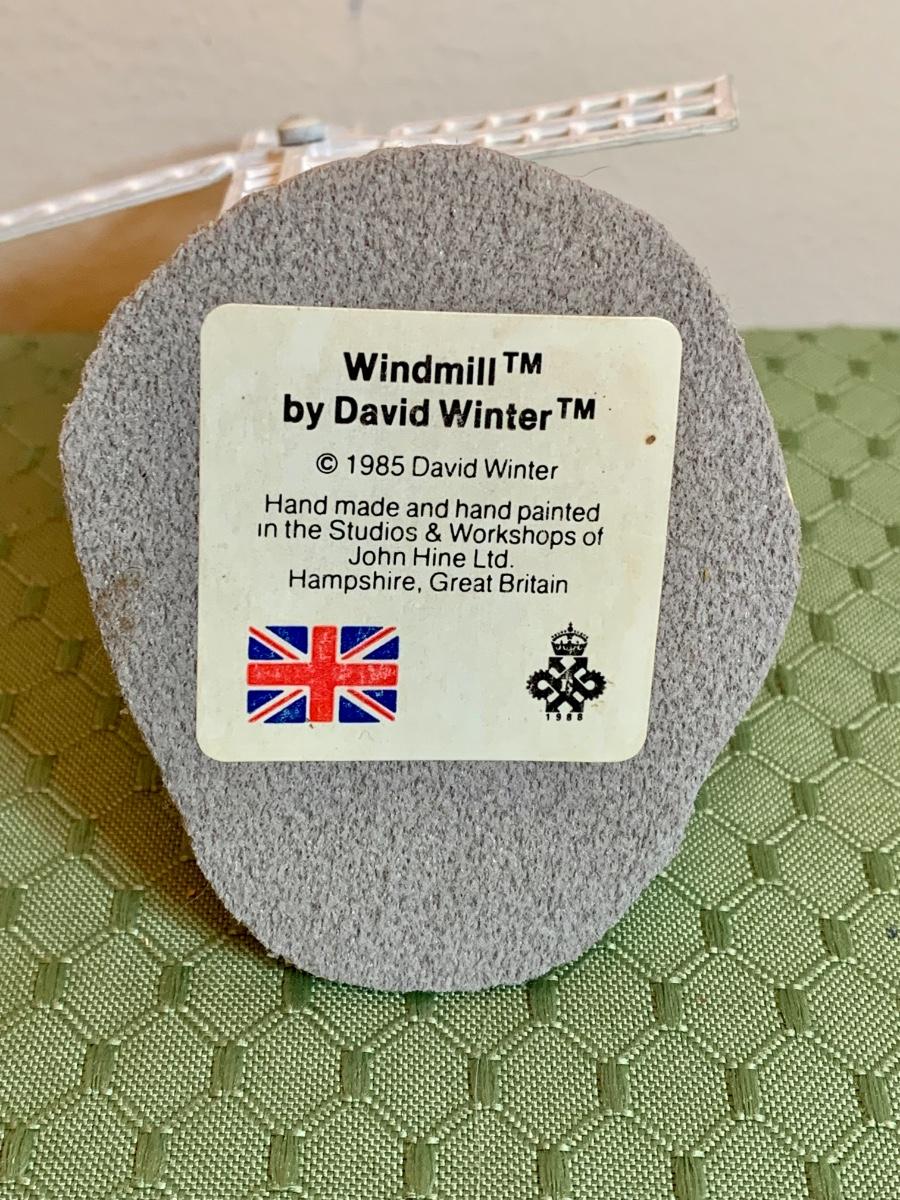 Windmill™
by David Winter™
© 1985 David Winter
Hand made and hand painted
in the Studios & Workshops of
John Hine Ltd.
Hampshire, Great Britain
1988